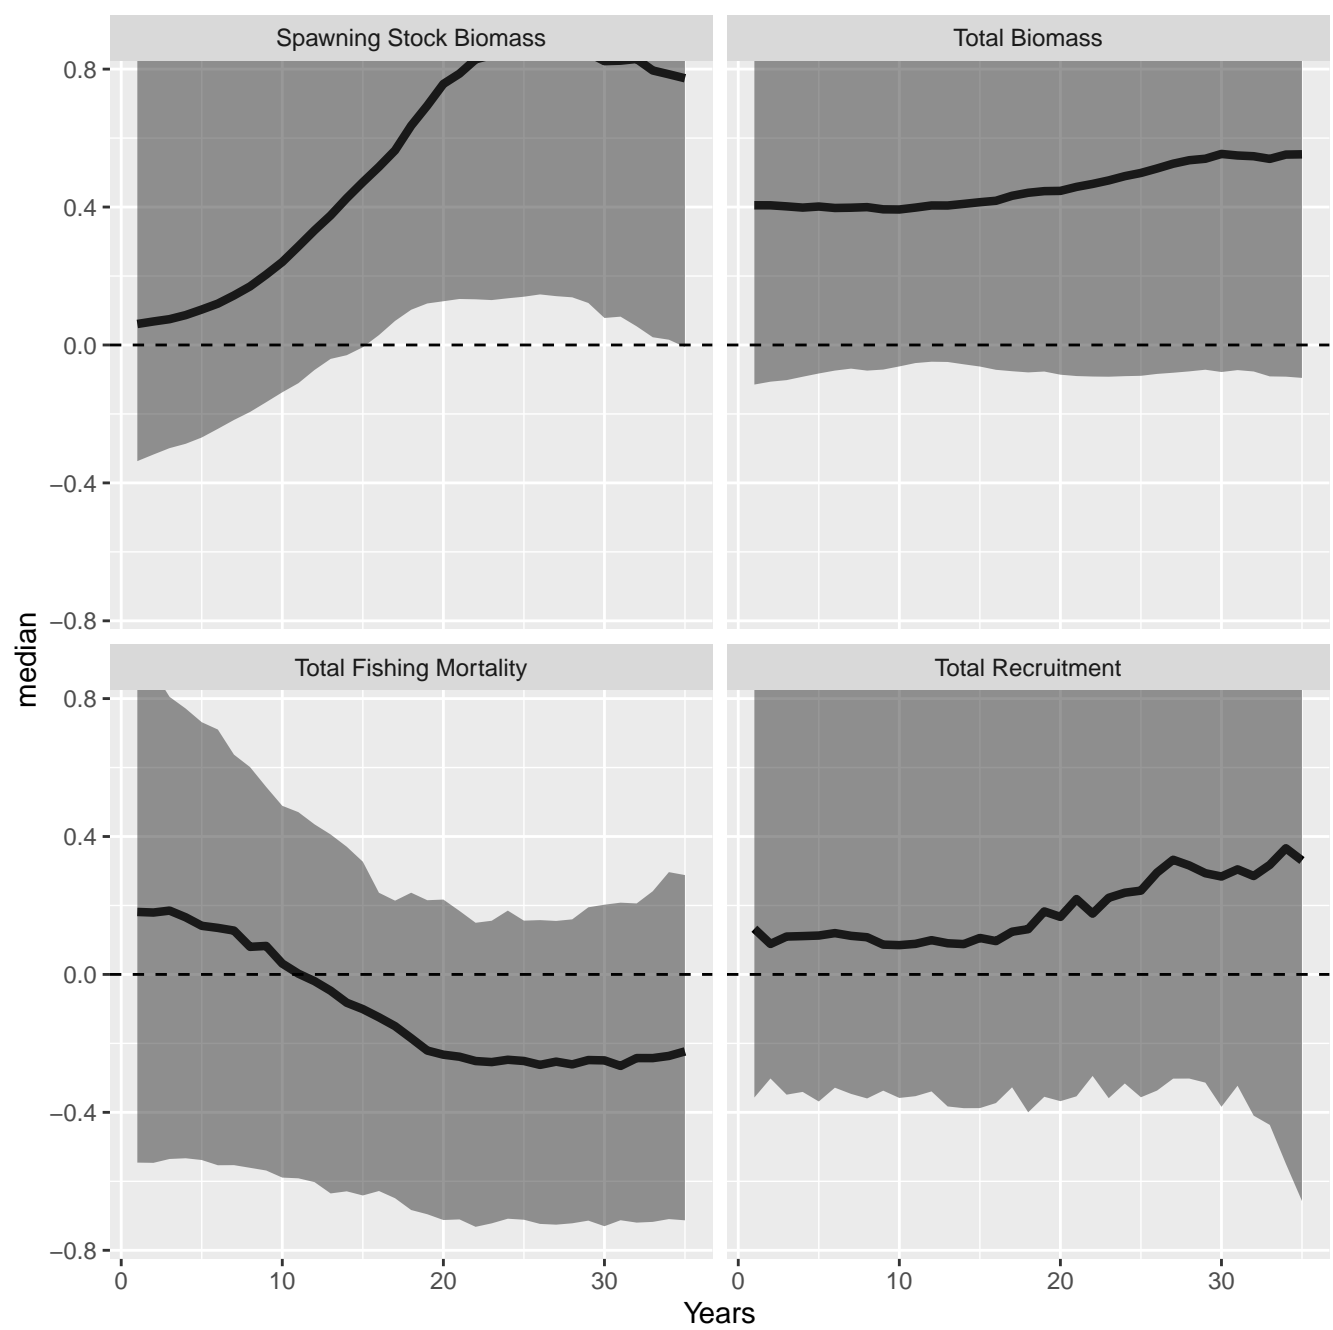 Spawning Stock Biomass
Total Biomass
0.8
0.4
0.0
−0.4
−0.8
Total Fishing Mortality
Total Recruitment
0.8
0.4
0.0
−0.4
−0.8
0 10 20 30
0 10 20 30
median
Years